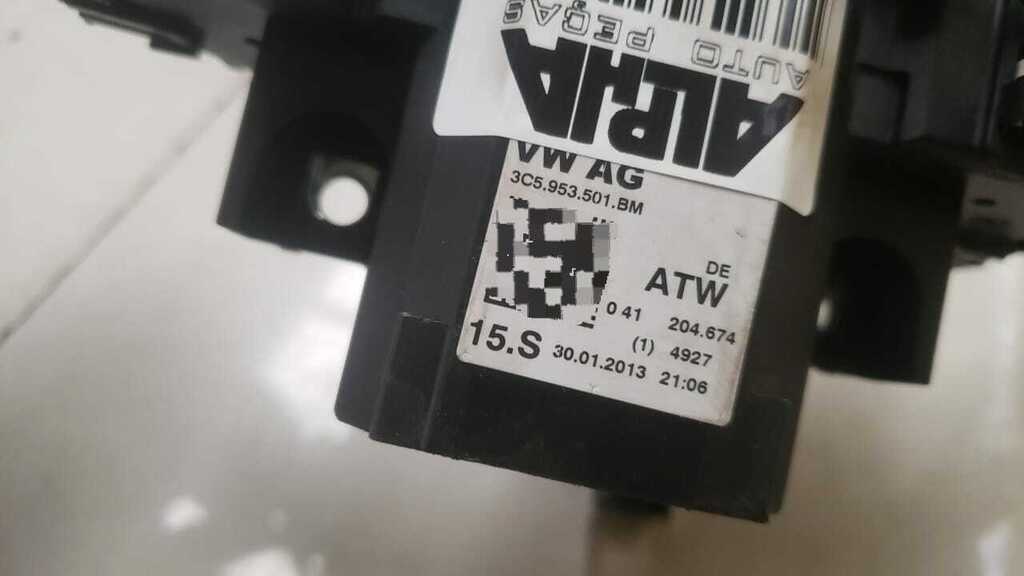 ALPHA
AUTO PEÇAS
VW AG
3C5.953.501.BM
DE
ATW
0 41 204.674
(1) 4927
15.S 30.01.2013 21:06